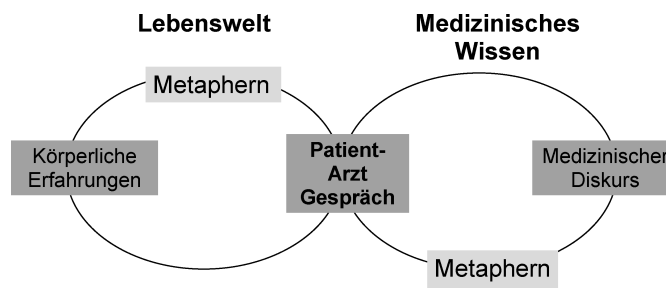 Lebenswelt
Medizinisches
Wissen
Metaphern
Körperliche
Erfahrungen
Patient-
Arzt
Gespräch
Medizinischer
Diskurs
Metaphern